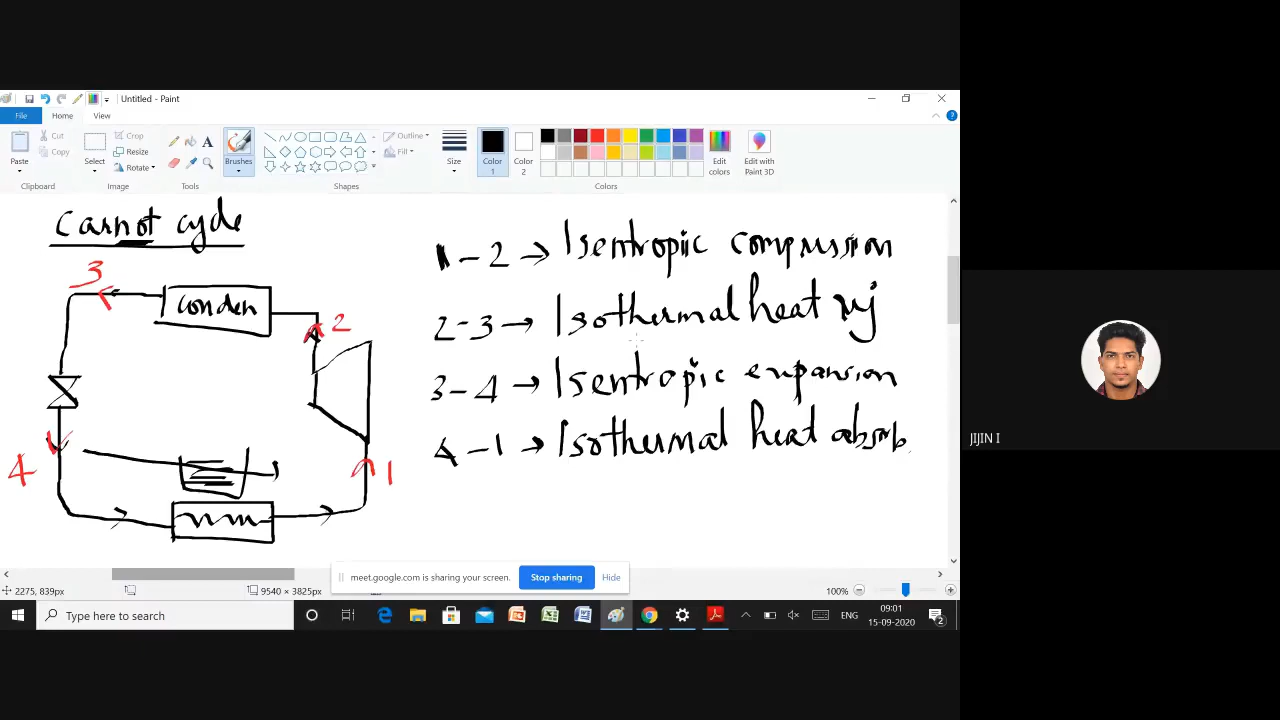 Untitled - Paint
File Home View
Cut
Copy
Paste
Clipboard
Crop
Resize
Rotate
Select
Image
A
Tools
Brushes
Outline
Fill
Shapes
Size
Color 1
Color 2
Edit colors
Edit with Paint 3D
Colors
Carnot cycle
3
conden
2
4
1
1-2 → Isentropic compression
2-3 → Isothermal heat rej
3-4 → Isentropic expansion
4-1 → Isothermal heat absorb.
JIJIN I
meet.google.com is sharing your screen.
Stop sharing
Hide
2275, 839px
9540 × 3825px
100%
Type here to search
ENG
09:01
15-09-2020
2